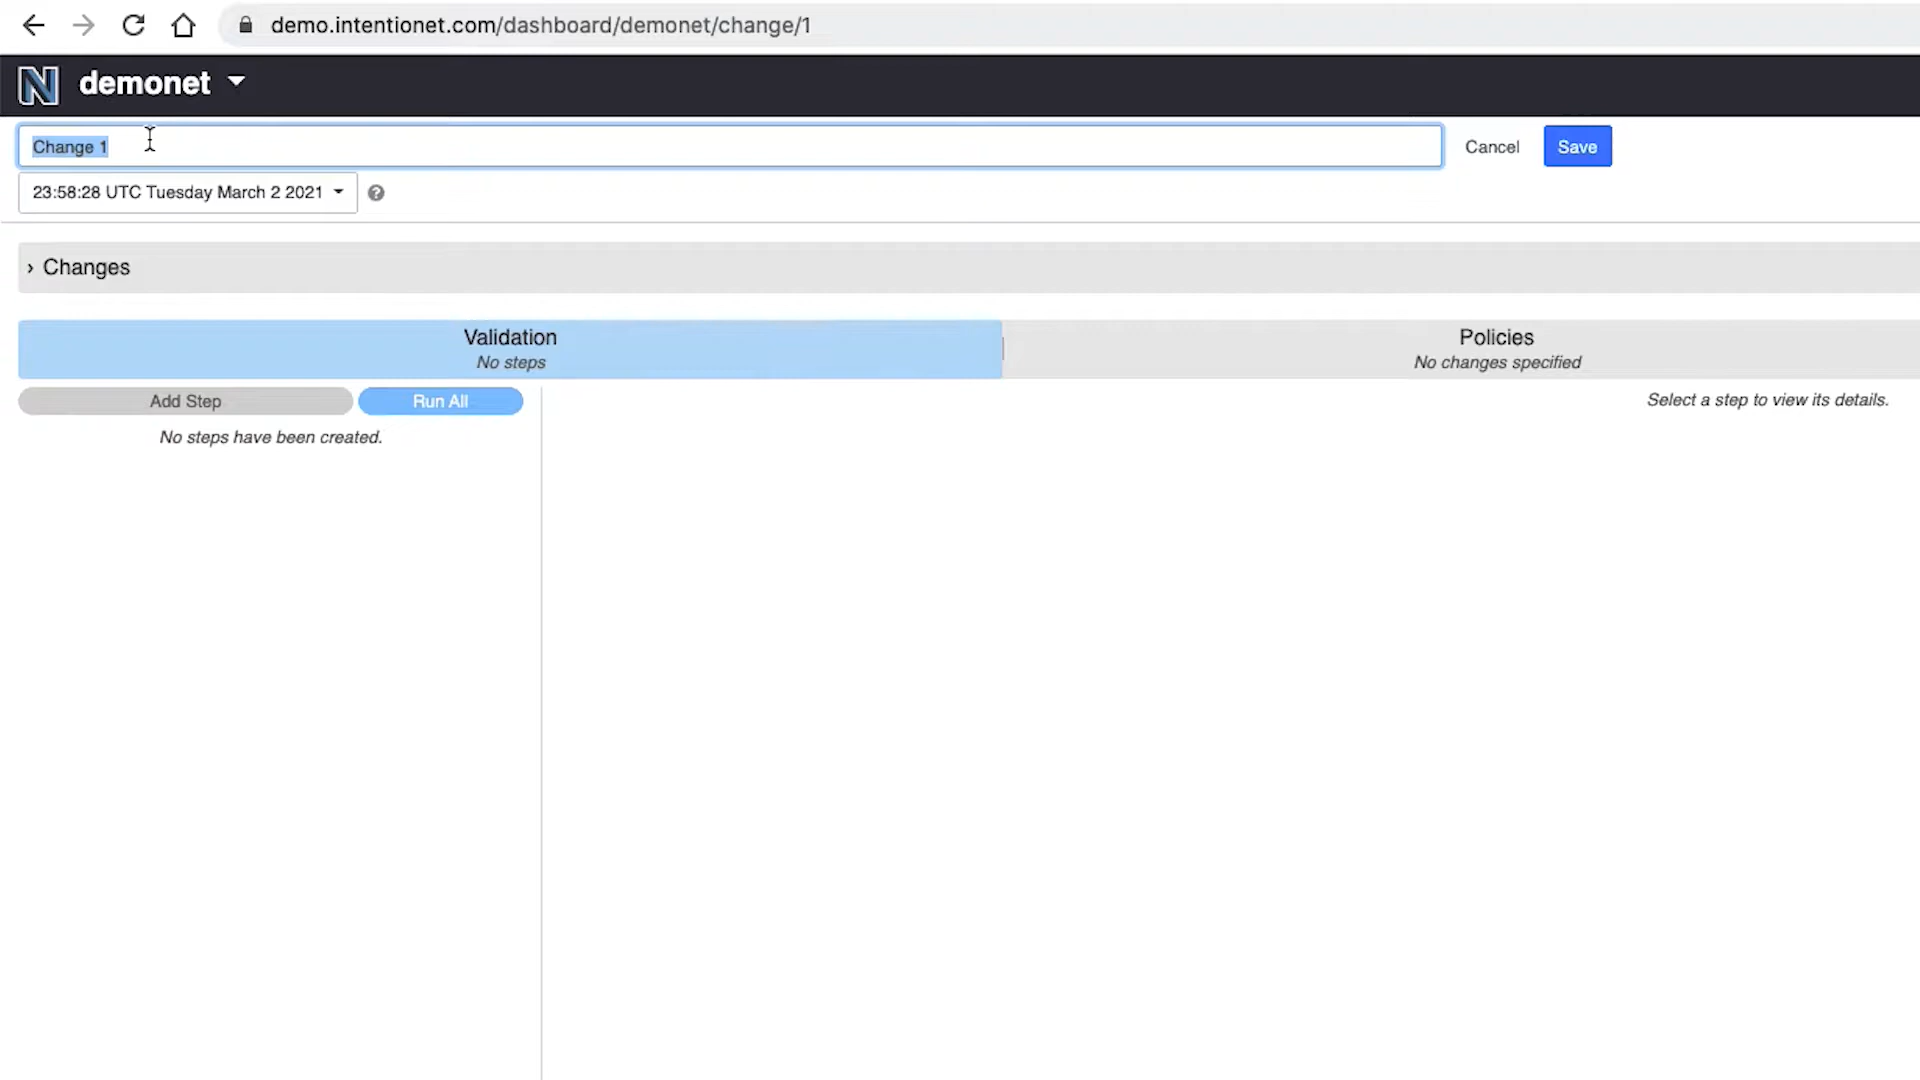 demo.intentionet.com/dashboard/demonet/change/1
N demonet
Change 1
Cancel
Save
23:58:28 UTC Tuesday March 2 2021
?
› Changes
Validation
No steps
Policies
No changes specified
Add Step
Run All
Select a step to view its details.
No steps have been created.